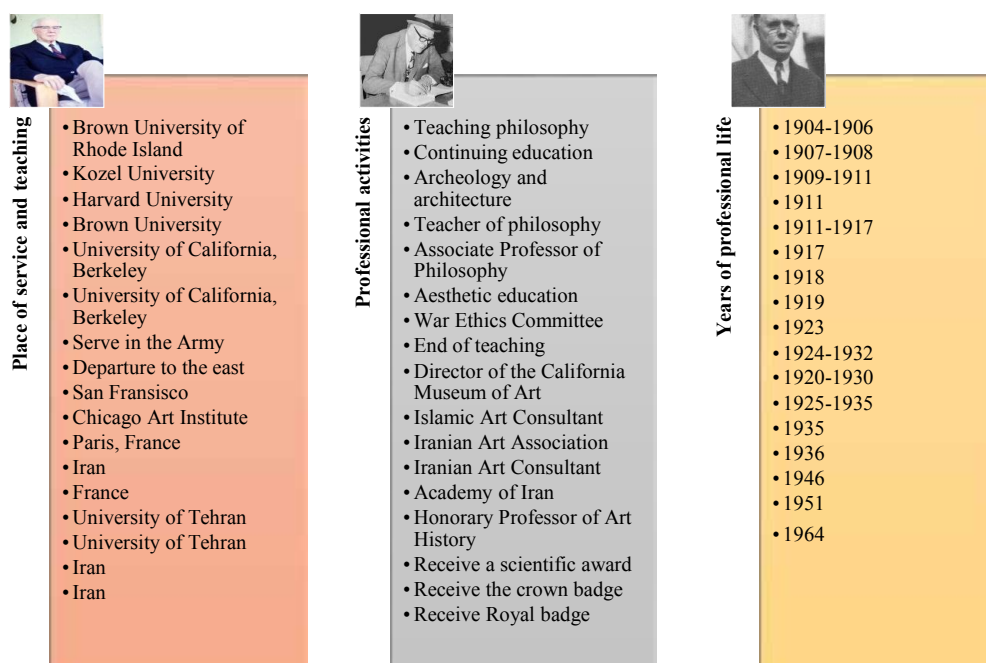 Place of service and teaching
• Brown University of
Rhode Island
• Kozel University
• Harvard University
• Brown University
• University of California,
Berkeley
• University of California,
Berkeley
• Serve in the Army
• Departure to the east
• San Fransisco
• Chicago Art Institute
• Paris, France
• Iran
• France
• University of Tehran
• University of Tehran
• Iran
• Iran
Professional activities
• Teaching philosophy
• Continuing education
• Archeology and
architecture
• Teacher of philosophy
• Associate Professor of
Philosophy
• Aesthetic education
• War Ethics Committee
• End of teaching
• Director of the California
Museum of Art
• Islamic Art Consultant
• Iranian Art Association
• Iranian Art Consultant
• Academy of Iran
• Honorary Professor of Art
History
• Receive a scientific award
• Receive the crown badge
• Receive Royal badge
Years of professional life
• 1904-1906
• 1907-1908
• 1909-1911
• 1911
• 1911-1917
• 1917
• 1918
• 1919
• 1923
• 1924-1932
• 1920-1930
• 1925-1935
• 1935
• 1936
• 1946
• 1951
• 1964